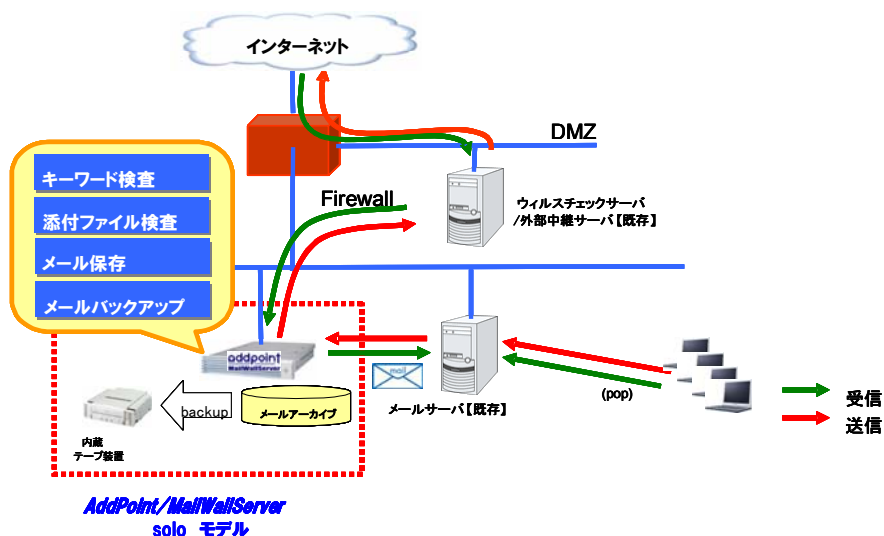 インターネット
DMZ
キーワード検査
添付ファイル検査
メール保存
メールバックアップ
Firewall
ウィルスチェックサーバ
/外部中継サーバ【既存】
addpoint
MailWallServer
mail
backup
メールアーカイブ
メールサーバ【既存】
(pop)
受信
送信
内蔵
テープ装置
AddPoint/MailWallServer
solo モデル